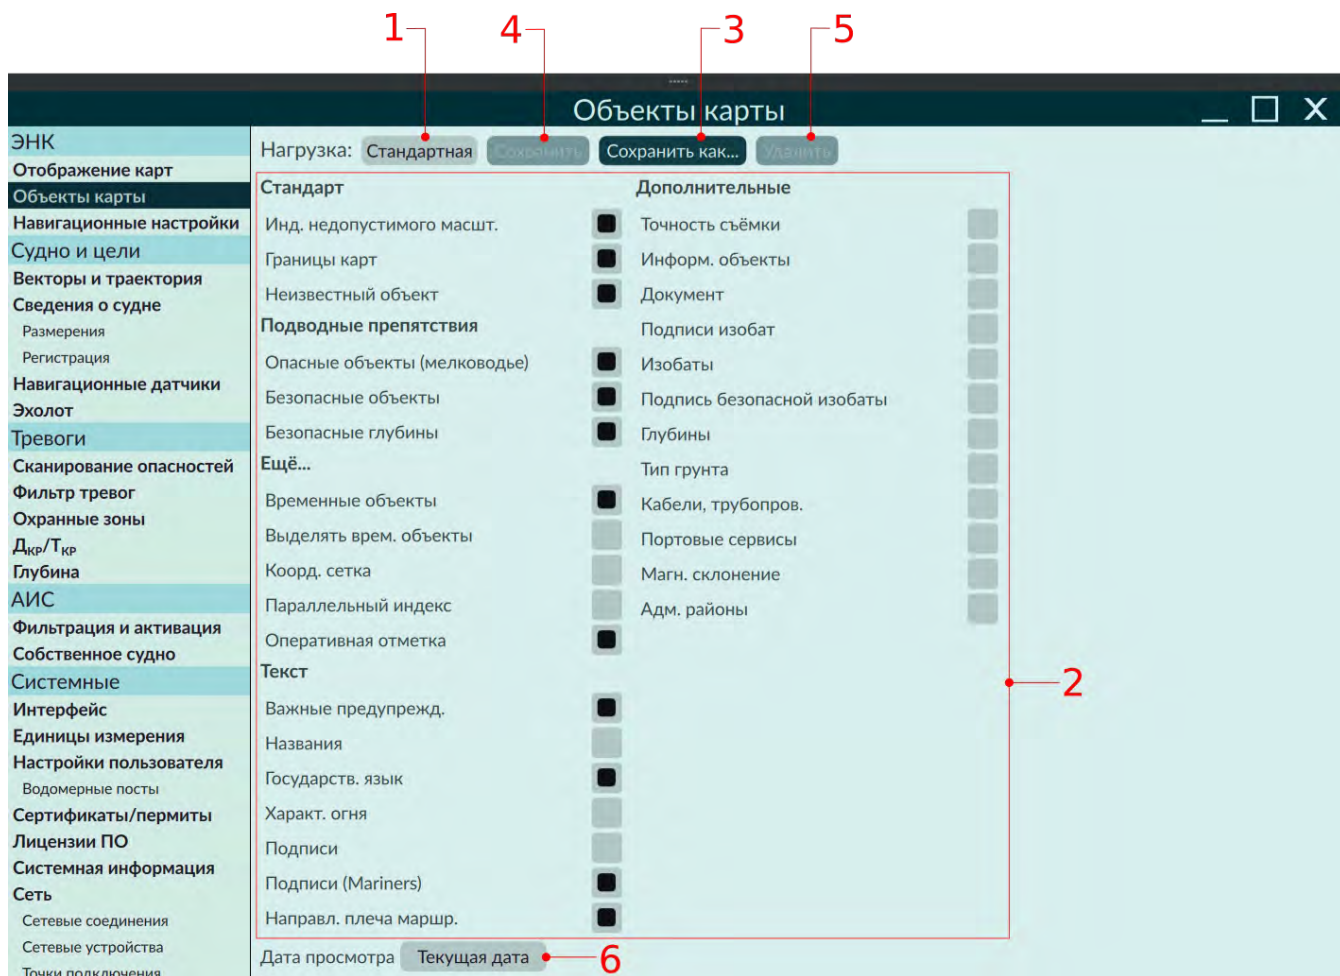 1 4 3 5
Объекты карты
ЭНК
Отображение карт
Объекты карты
Навигационные настройки
Судно и цели
Векторы и траектория
Сведения о судне
Размерения
Регистрация
Навигационные датчики
Эхолот
Тревоги
Сканирование опасностей
Фильтр тревог
Охранные зоны
Дкр/Ткр
Глубина
АИС
Фильтрация и активация
Собственное судно
Системные
Интерфейс
Единицы измерения
Настройки пользователя
Водомерные посты
Сертификаты/пермиты
Лицензии ПО
Системная информация
Сеть
Сетевые соединения
Сетевые устройства
Точки подключения
Нагрузка: Стандартная Сохранить Сохранить как... Удалить
Стандарт
Инд. недопустимого масшт.
Границы карт
Неизвестный объект
Подводные препятствия
Опасные объекты (мелководье)
Безопасные объекты
Безопасные глубины
Ещё...
Временные объекты
Выделять врем. объекты
Коорд. сетка
Параллельный индекс
Оперативная отметка
Текст
Важные предупрежд.
Названия
Государств. язык
Характ. огня
Подписи
Подписи (Mariners)
Направл. плеча маршр.
Дополнительные
Точность съёмки
Информ. объекты
Документ
Подписи изобат
Изобаты
Подпись безопасной изобаты
Глубины
Тип грунта
Кабели, трубопров.
Портовые сервисы
Магн. склонение
Адм. районы
2
Дата просмотра Текущая дата 6